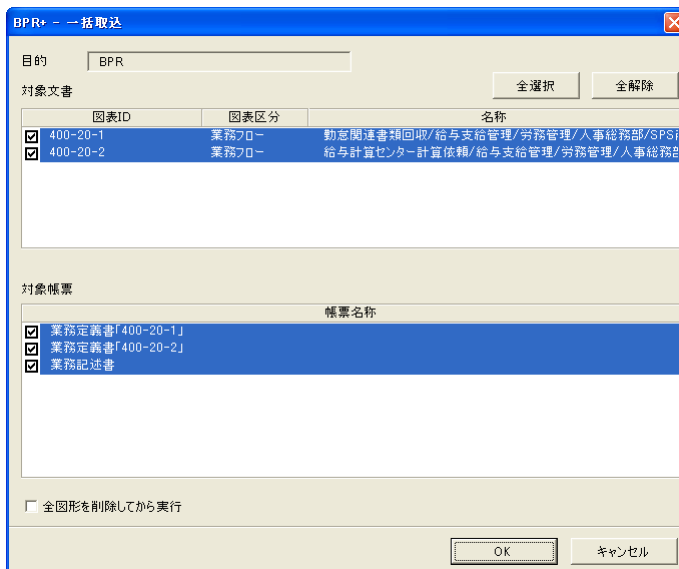 BPR+ - 一括取込
目的 BPR
対象文書 全選択 全解除
図表ID 図表区分 名称
400-20-1 業務フロー 勤怠関連書類回収/給与支給管理/労務管理/人事総務部/SPS
400-20-2 業務フロー 給与計算センター計算依頼/給与支給管理/労務管理/人事総務
対象帳票
帳票名称
業務定義書「400-20-1」
業務定義書「400-20-2」
業務記述書
全図形を削除してから実行
OK キャンセル